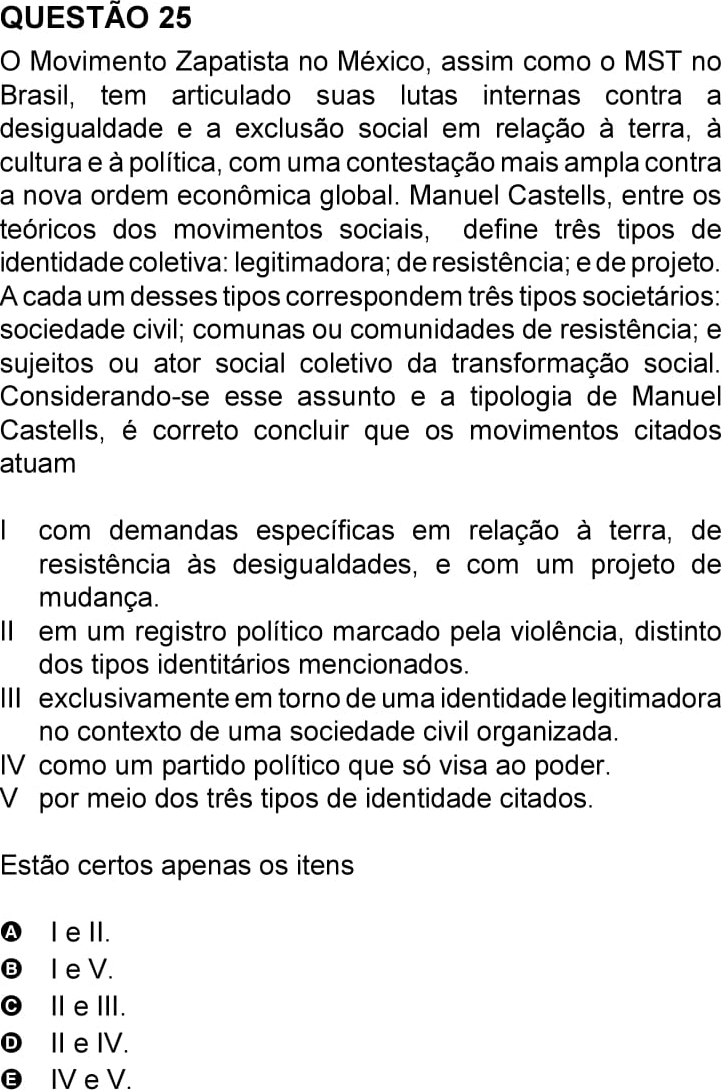 QUESTÃO 25
O Movimento Zapatista no México, assim como o MST no
Brasil, tem articulado suas lutas internas contra a
desigualdade e a exclusão social em relação à terra, à
cultura e à política, com uma contestação mais ampla contra
a nova ordem econômica global. Manuel Castells, entre os
teóricos dos movimentos sociais, define três tipos de
identidade coletiva: legitimadora; de resistência; e de projeto.
A cada um desses tipos correspondem três tipos societários:
sociedade civil; comunas ou comunidades de resistência; e
sujeitos ou ator social coletivo da transformação social.
Considerando-se esse assunto e a tipologia de Manuel
Castells, é correto concluir que os movimentos citados
atuam
I com demandas específicas em relação à terra, de
resistência às desigualdades, e com um projeto de
mudança.
II em um registro político marcado pela violência, distinto
dos tipos identitários mencionados.
III exclusivamente em torno de uma identidade legitimadora
no contexto de uma sociedade civil organizada.
IV como um partido político que só visa ao poder.
V por meio dos três tipos de identidade citados.
Estão certos apenas os itens
A I e II.
B I e V.
C II e III.
D II e IV.
E IV e V.